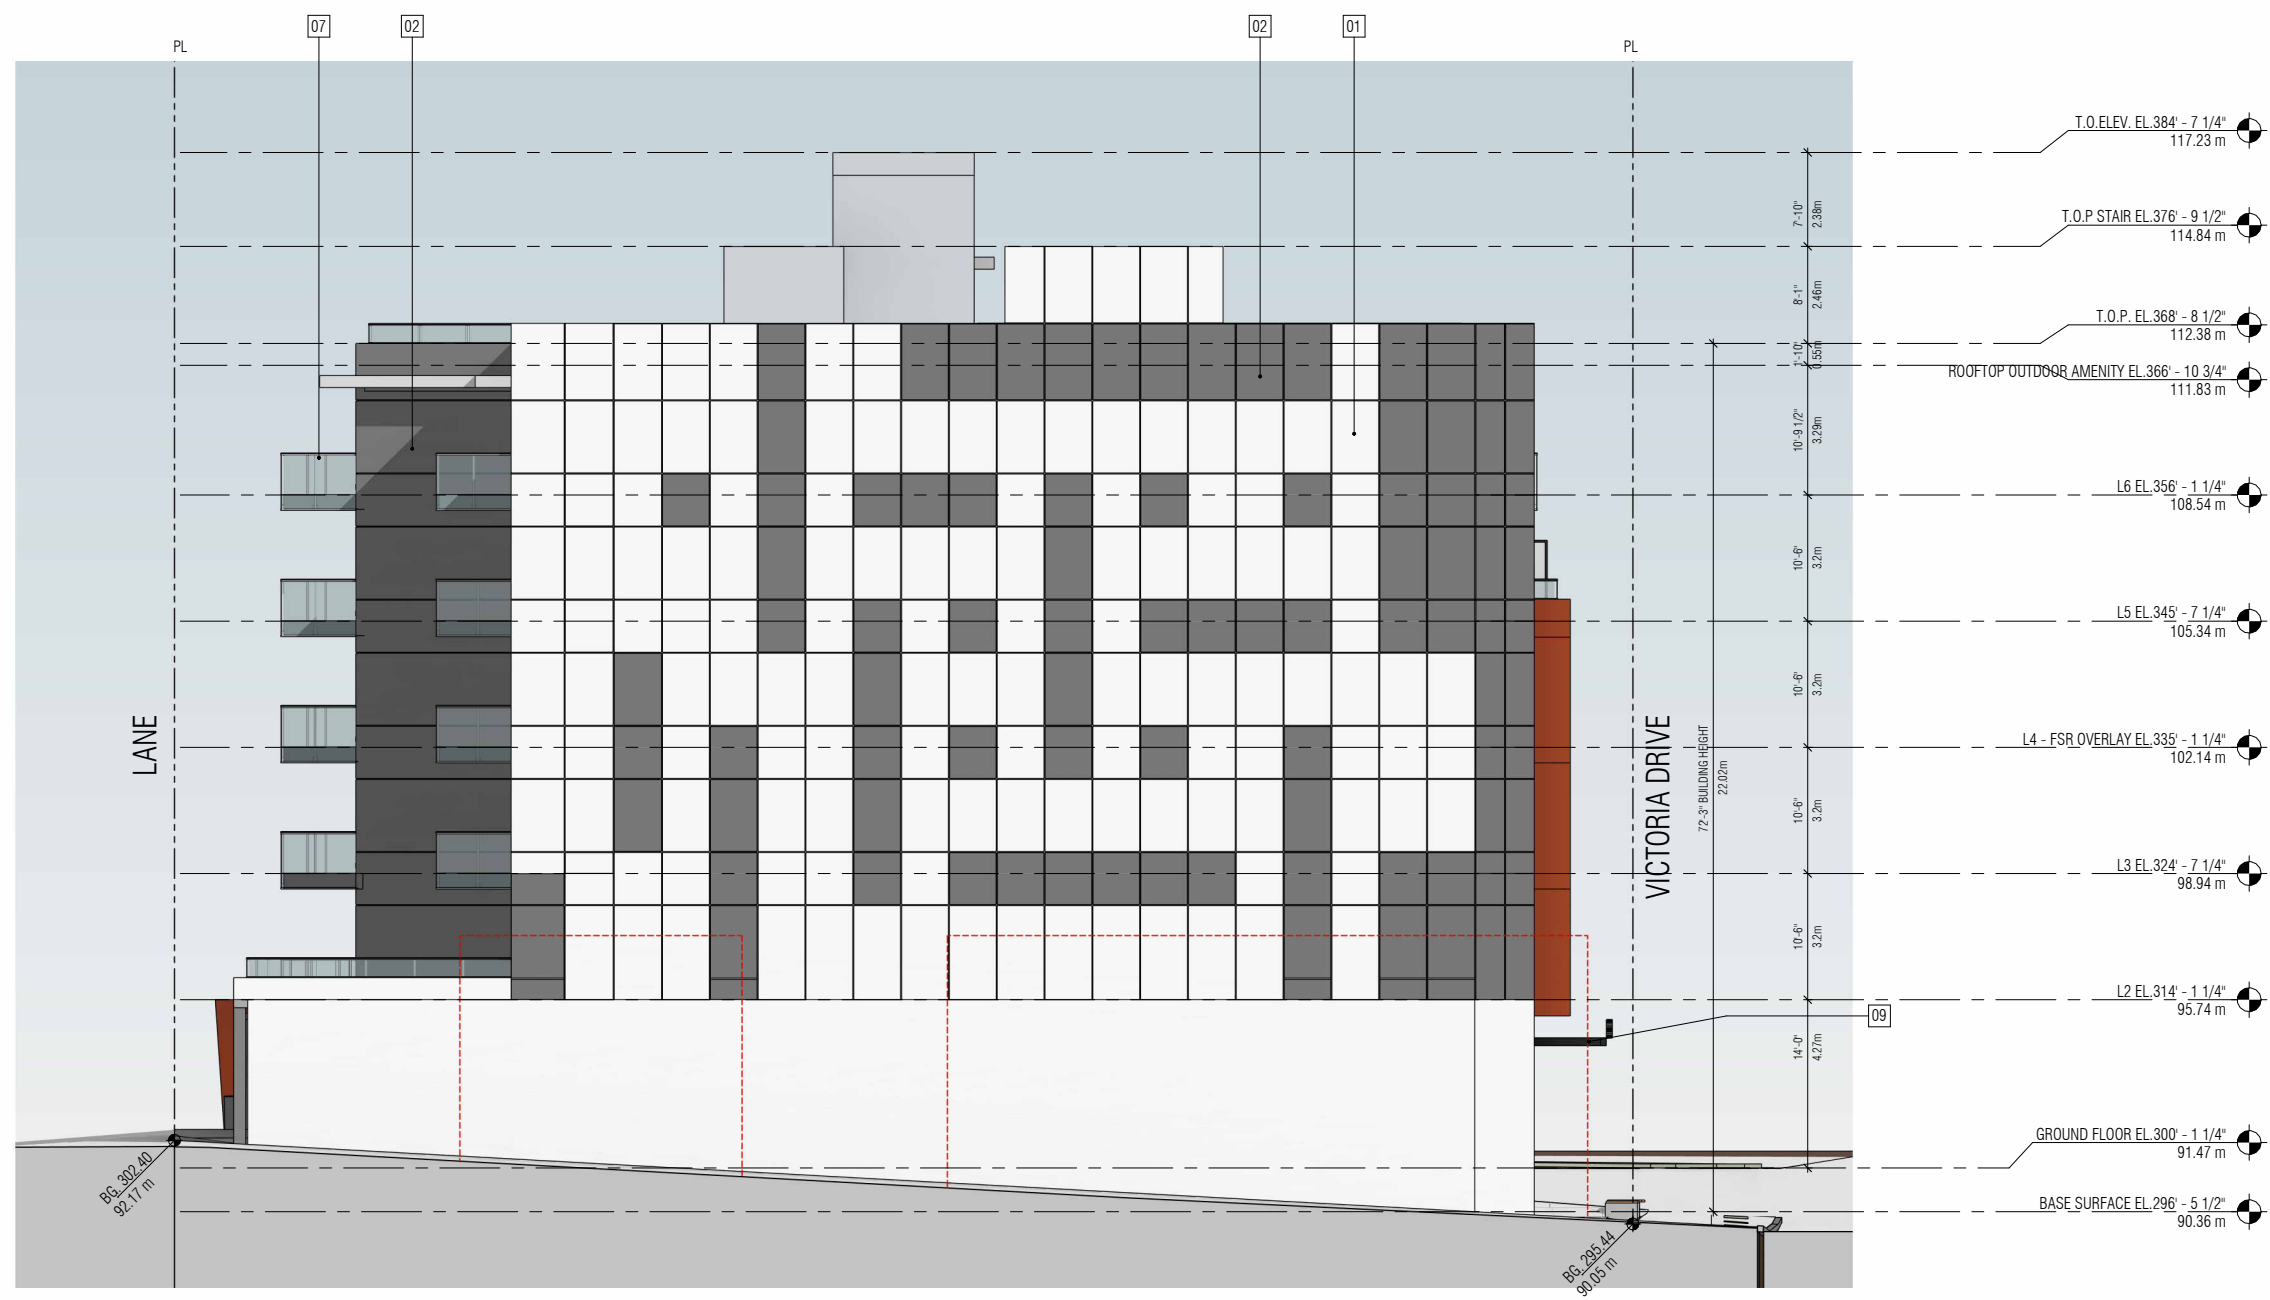 07
02
02
01
PL
PL
T.O.ELEV. EL.384' - 7 1/4"
117.23 m
7'-10"
2.38m
T.O.P STAIR EL.376' - 9 1/2"
114.84 m
8'-1"
2.46m
T.O.P. EL.368' - 8 1/2"
112.38 m
1'-10"
0.55m
ROOFTOP OUTDOOR AMENITY EL.366' - 10 3/4"
111.83 m
10'-9 1/2"
3.29m
L6 EL.356' - 1 1/4"
108.54 m
10'-6"
3.2m
L5 EL.345' - 7 1/4"
105.34 m
10'-6"
3.2m
LANE
VICTORIA DRIVE
72'-3" BUILDING HEIGHT
22.02m
L4 - FSR OVERLAY EL.335' - 1 1/4"
102.14 m
10'-6"
3.2m
L3 EL.324' - 7 1/4"
98.94 m
10'-6"
3.2m
L2 EL.314' - 1 1/4"
95.74 m
09
14'-0"
4.27m
GROUND FLOOR EL.300' - 1 1/4"
91.47 m
BG. 302.40
92.17 m
BASE SURFACE EL.296' - 5 1/2"
90.36 m
BG. 295.44
90.05 m